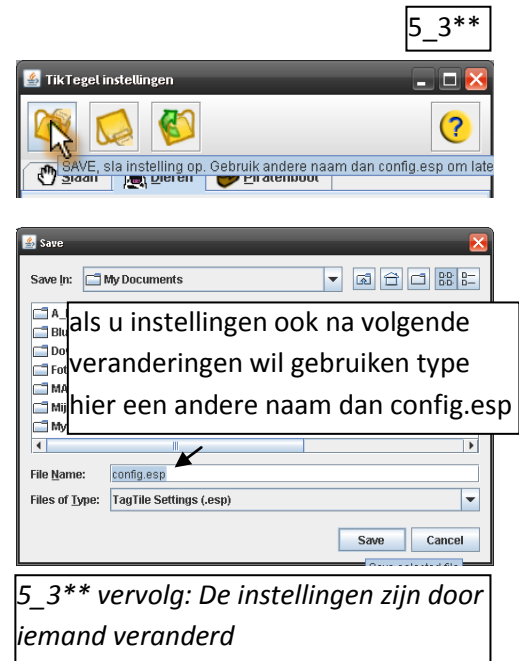 5_3**
TikTegel instellingen
SAVE, sla instelling op. Gebruik andere naam dan config.esp om late
Slaan Dieren Piratenboot
Save
Save In: My Documents
als u instellingen ook na volgende
veranderingen wil gebruiken type
hier een andere naam dan config.esp
File Name: config.esp
Files of Type: TagTile Settings (.esp)
Save Cancel
5_3** vervolg: De instellingen zijn door
iemand veranderd